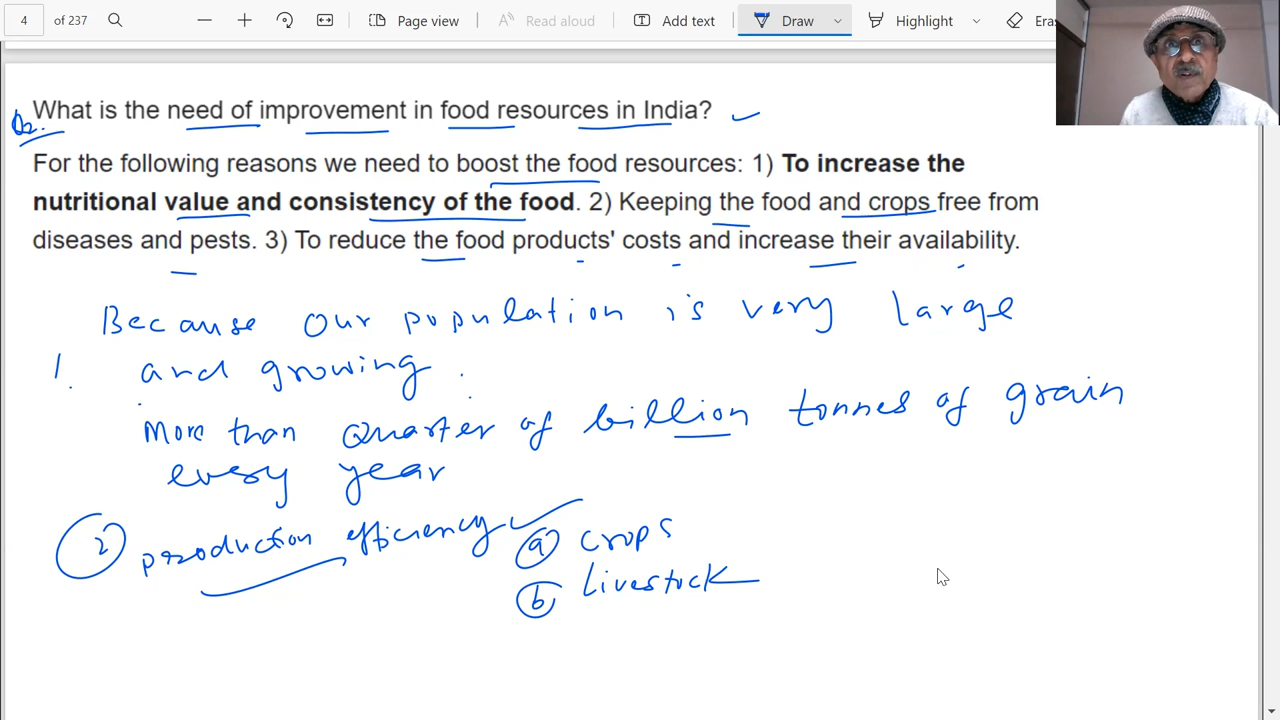 4 of 237 Page view Read aloud Add text Draw Highlight Eras
Q2. What is the need of improvement in food resources in India?
For the following reasons we need to boost the food resources: 1) To increase the
nutritional value and consistency of the food. 2) Keeping the food and crops free from
diseases and pests. 3) To reduce the food products' costs and increase their availability.
Because our population is very large
1. and growing.
More than Quarter of billion tonnes of grain
every year
2 production efficiency a crops
b livestock